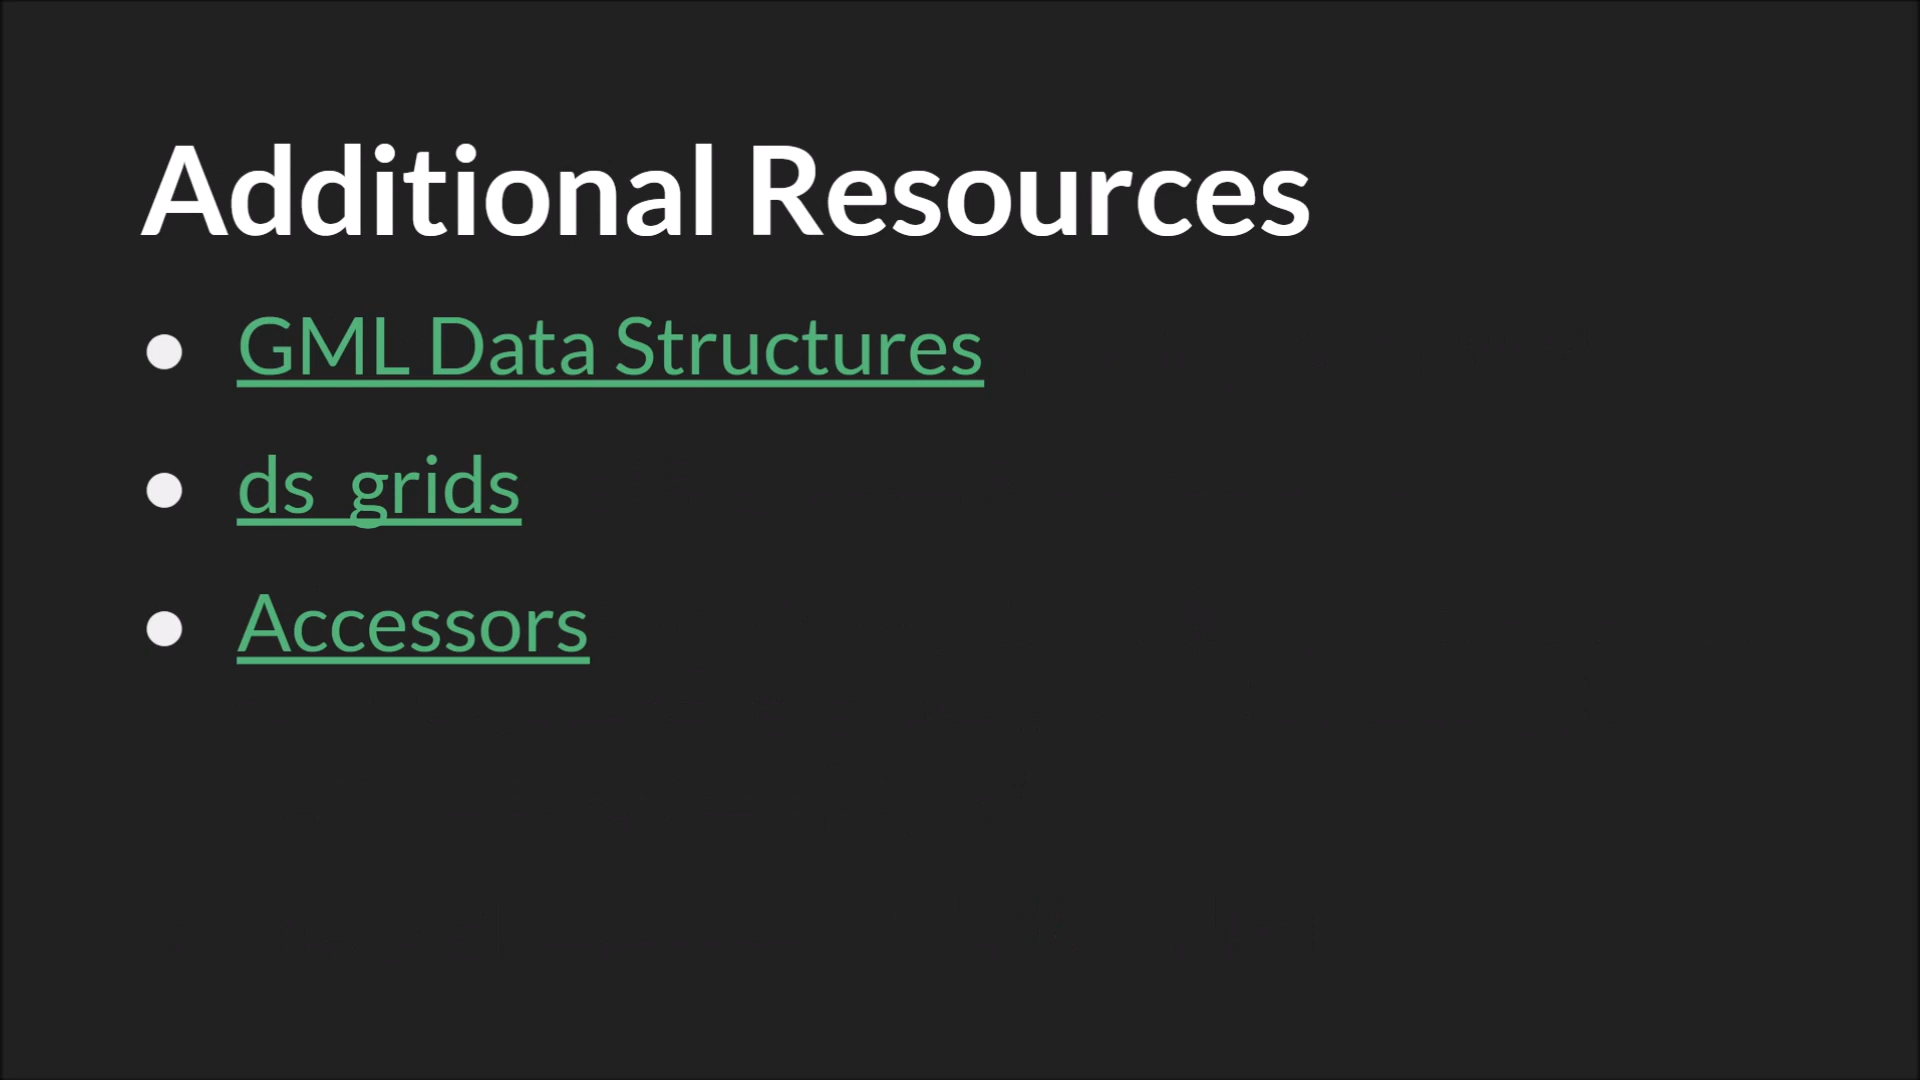 Additional Resources
● GML Data Structures
● ds_grids
● Accessors